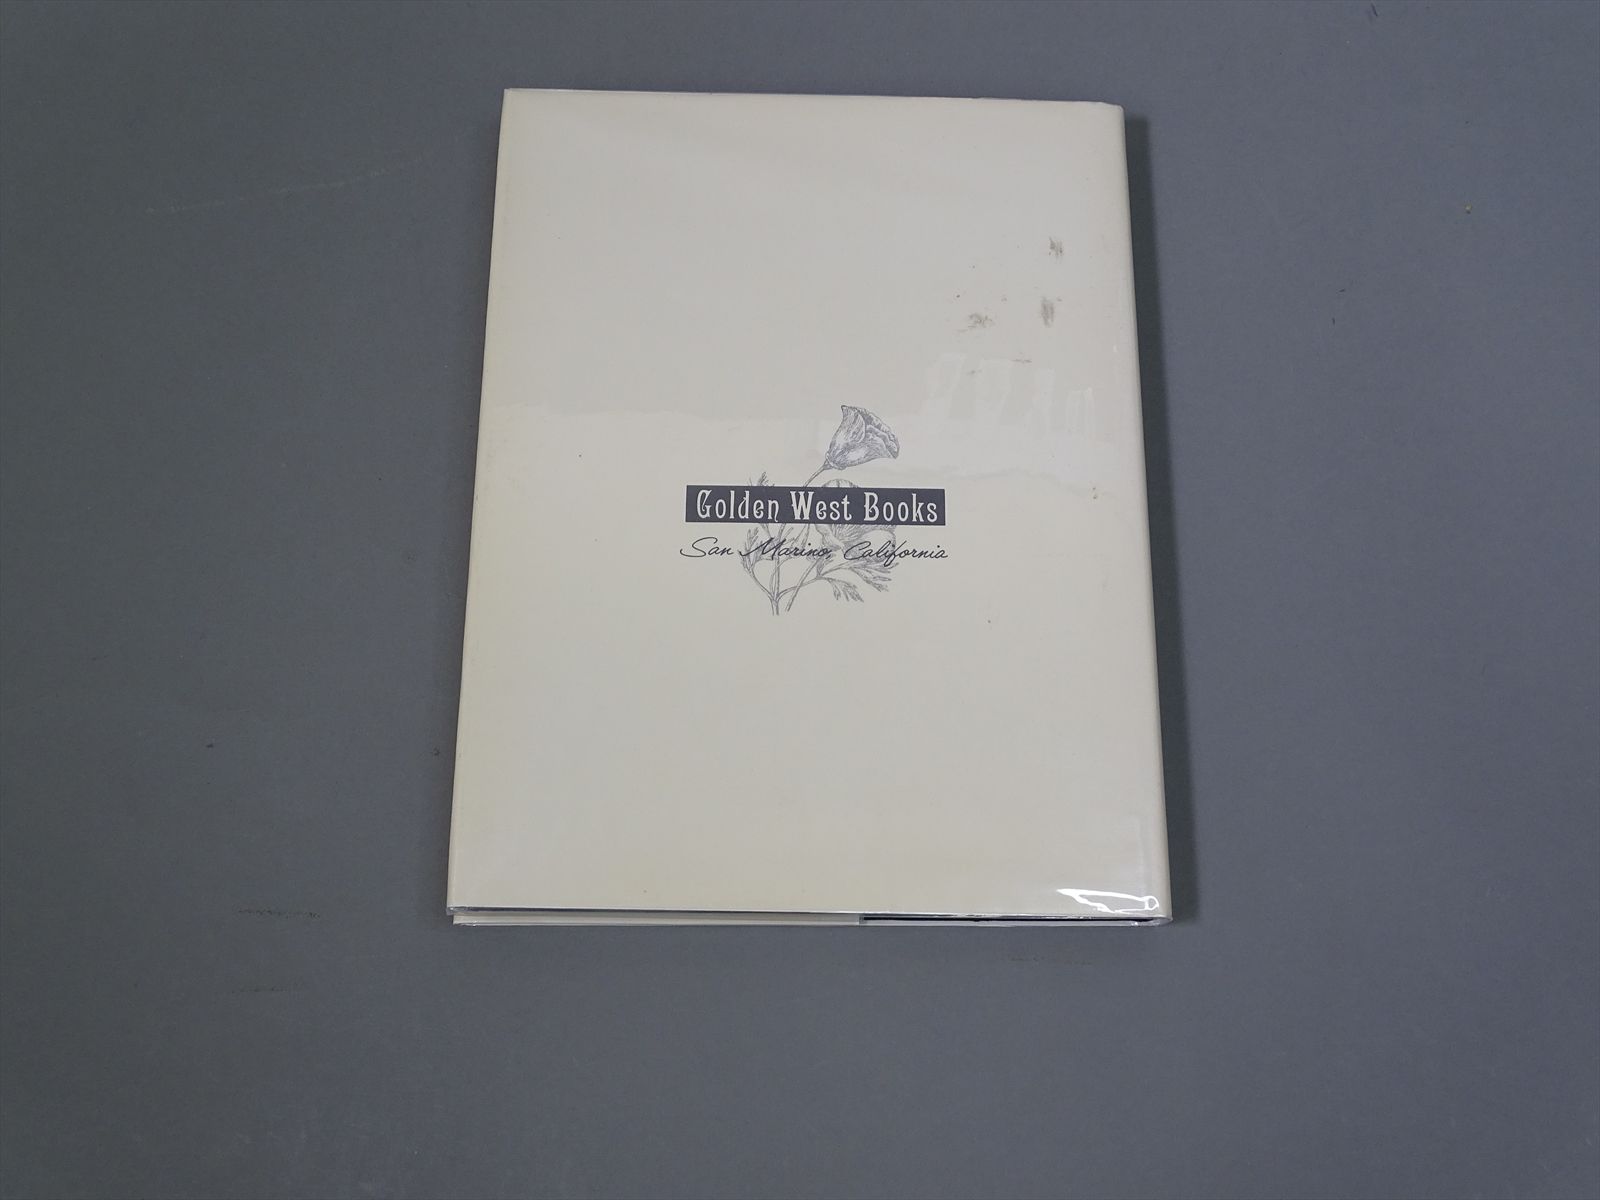 Golden West Books
San Marino, California